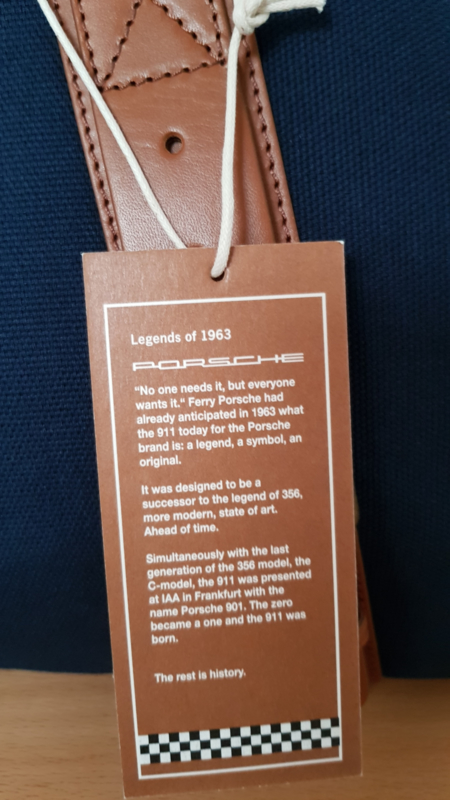 Legends of 1963
PORSCHE
"No one needs it, but everyone
wants it." Ferry Porsche had
already anticipated in 1963 what
the 911 today for the Porsche
brand is: a legend, a symbol, an
original.
It was designed to be a
successor to the legend of 356,
more modern, state of art.
Ahead of time.
Simultaneously with the last
generation of the 356 model, the
C-model, the 911 was presented
at IAA in Frankfurt with the
name Porsche 901. The zero
became a one and the 911 was
born.
The rest is history.